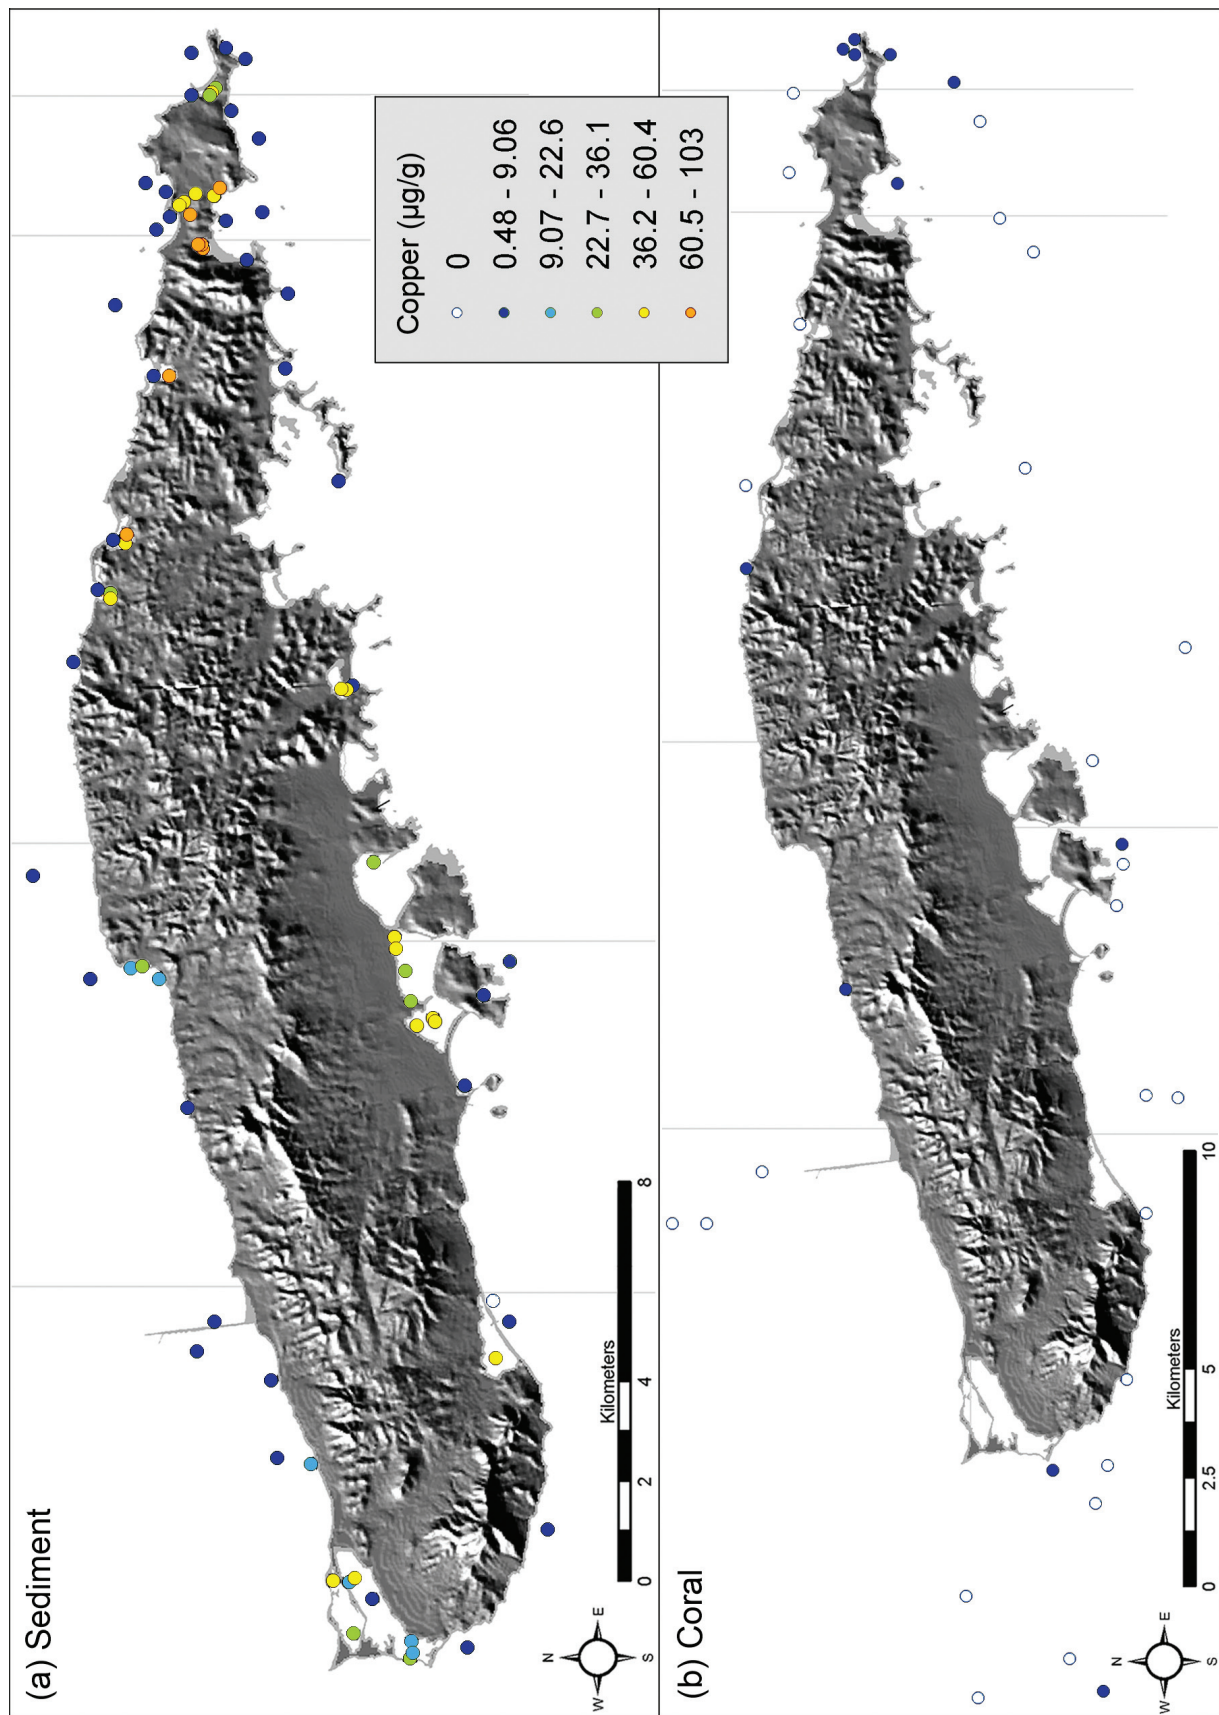 (a) Sediment
Copper (µg/g)
0
0.48 - 9.06
9.07 - 22.6
22.7 - 36.1
36.2 - 60.4
60.5 - 103
Kilometers
0 2 4 8
N
W E
S
(b) Coral
Kilometers
0 2.5 5 10
N
W E
S